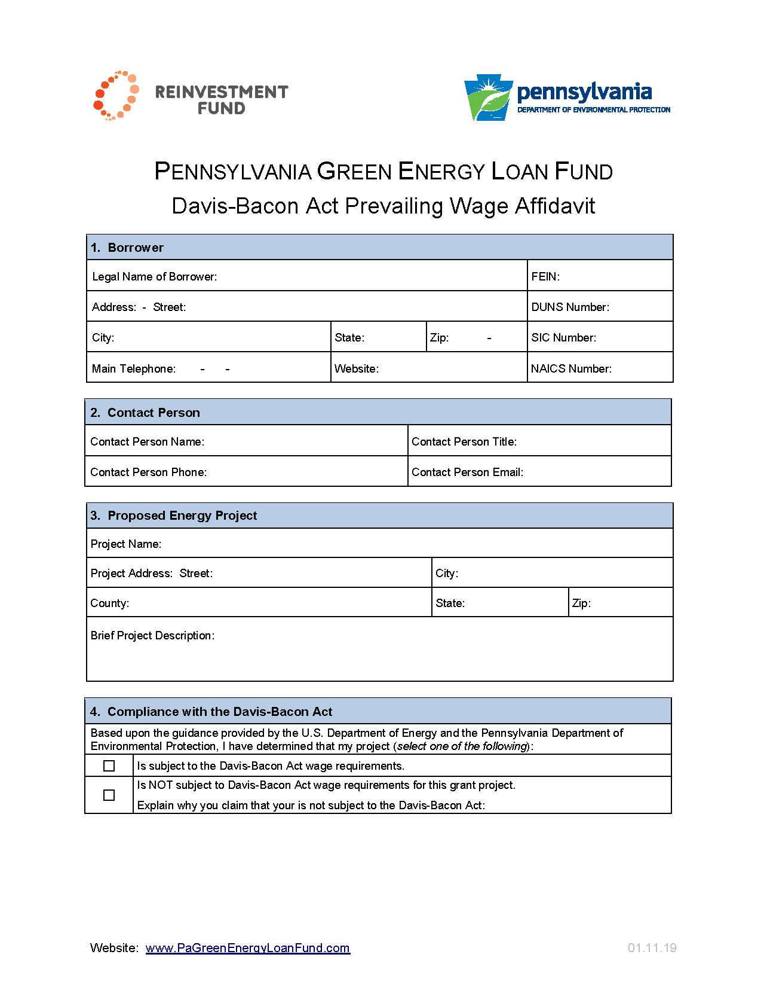 REINVESTMENT
FUND
pennsylvania
DEPARTMENT OF ENVIRONMENTAL PROTECTION
PENNSYLVANIA GREEN ENERGY LOAN FUND
Davis-Bacon Act Prevailing Wage Affidavit
1. Borrower
Legal Name of Borrower: FEIN:
Address: - Street: DUNS Number:
City: State: Zip: - SIC Number:
Main Telephone: - - Website: NAICS Number:
2. Contact Person
Contact Person Name: Contact Person Title:
Contact Person Phone: Contact Person Email:
3. Proposed Energy Project
Project Name:
Project Address: Street: City:
County: State: Zip:
Brief Project Description:
4. Compliance with the Davis-Bacon Act
Based upon the guidance provided by the U.S. Department of Energy and the Pennsylvania Department of
Environmental Protection, I have determined that my project (select one of the following):
☐ Is subject to the Davis-Bacon Act wage requirements.
☐ Is NOT subject to Davis-Bacon Act wage requirements for this grant project.
Explain why you claim that your is not subject to the Davis-Bacon Act:
Website: www.PaGreenEnergyLoanFund.com 01.11.19